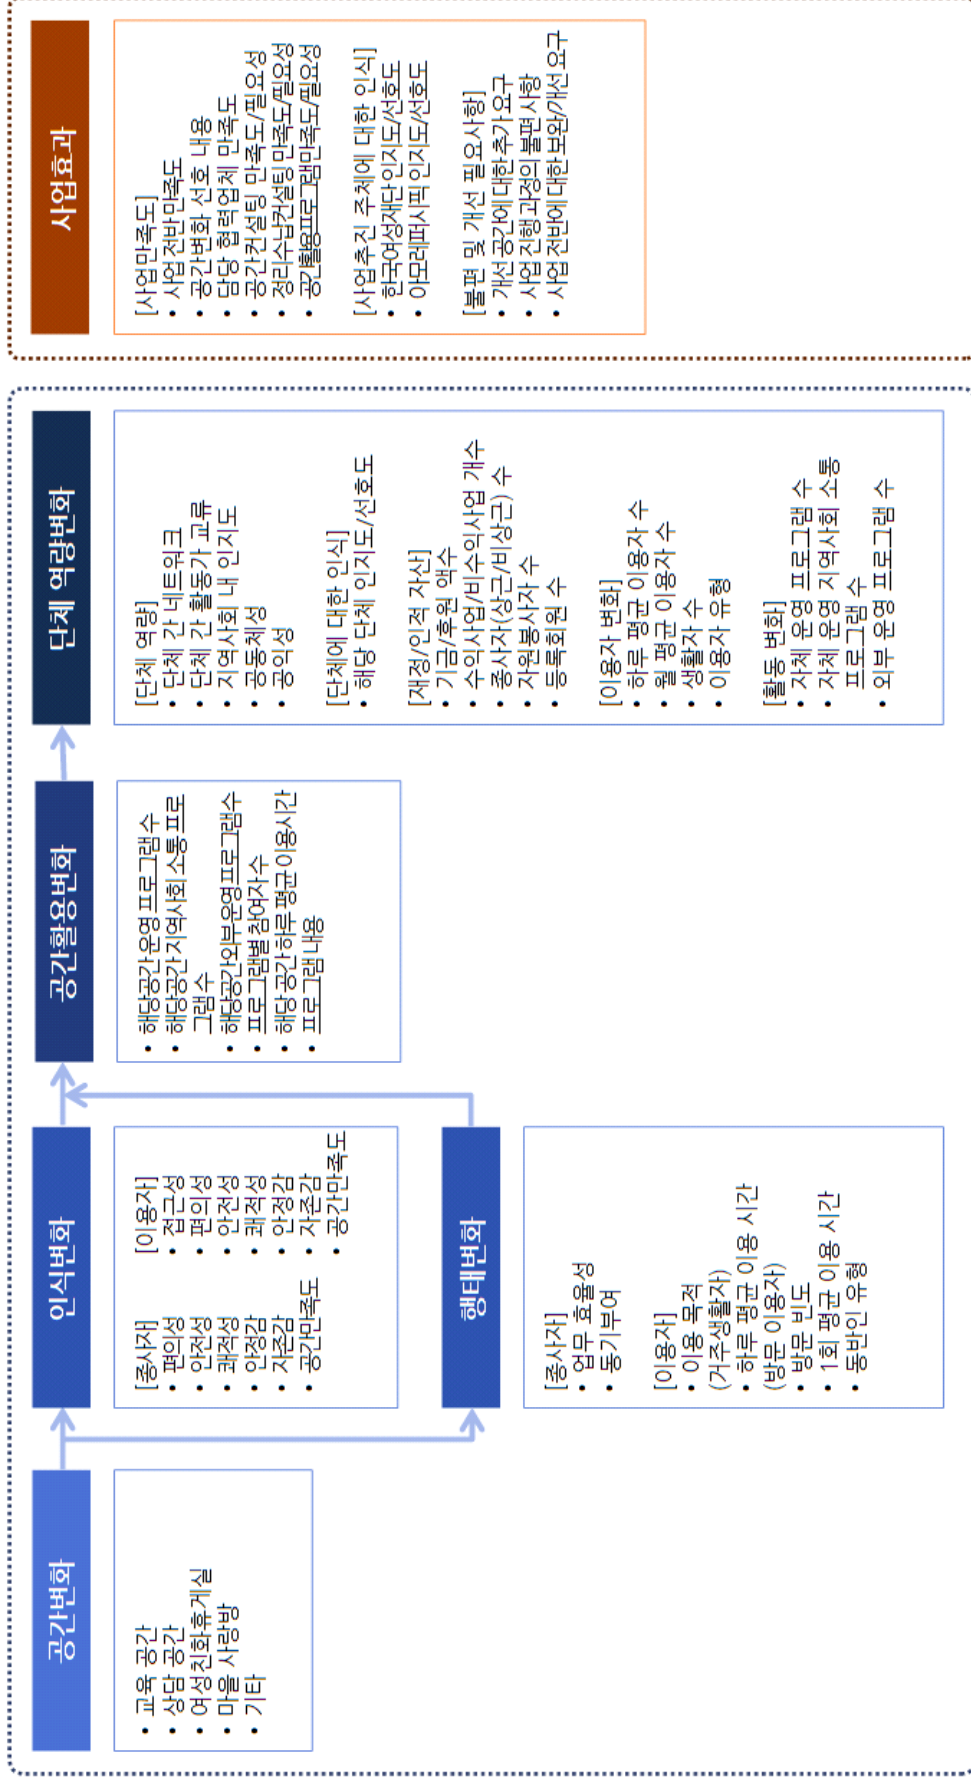 공간변화
• 교육 공간
• 상담 공간
• 여성친화휴게실
• 마을 사랑방
• 기타
인식변화
[종사자]
• 편의성
• 안전성
• 쾌적성
• 안정감
• 자존감
• 공간만족도
[이용자]
• 접근성
• 편의성
• 안전성
• 쾌적성
• 안정감
• 자존감
• 공간만족도
행태변화
[종사자]
• 업무 효율성
• 동기부여
[이용자]
• 이용 목적
(거주생활자)
• 하루 평균 이용 시간
(방문 이용자)
• 방문 빈도
• 1회 평균 이용 시간
• 동반인 유형
공간활용변화
• 해당공간 운영 프로그램 수
• 해당공간 지역사회 소통 프로
그램 수
• 해당공간 외부운영 프로그램 수
• 프로그램별 참여자 수
• 해당 공간 하루 평균 이용시간
• 프로그램 내용
단체 역량변화
[단체 역량]
• 단체 간 네트워크
• 단체 간 활동가 교류
• 지역사회 내 인지도
• 공동체성
• 공익성
[단체에 대한 인식]
• 해당 단체 인지도/선호도
[재정/인적 자산]
• 기금/후원 액수
• 수익사업/비수익사업 개수
• 종사자(상근/비상근) 수
• 자원봉사자 수
• 등록회원 수
[이용자 변화]
• 하루 평균 이용자 수
• 월 평균 이용자 수
• 생활자 수
• 이용자 유형
[활동 변화]
• 자체 운영 프로그램 수
• 자체 운영 지역사회 소통
프로그램 수
• 외부 운영 프로그램 수
사업효과
[사업만족도]
• 사업 전반 만족도
• 공간변화 선호 내용
• 담당 협력업체 만족도
• 공간컨설팅 만족도/필요성
• 정리수납컨설팅 만족도/필요성
• 공간활용프로그램만족도/필요성
[사업추진 주체에 대한 인식]
• 한국여성재단 인지도/선호도
• 아모레퍼시픽 인지도/선호도
[불편 및 개선 필요사항]
• 개선 공간에 대한 추가 요구
• 사업 진행 과정의 불편 사항
• 사업 전반에 대한 보완/개선 요구